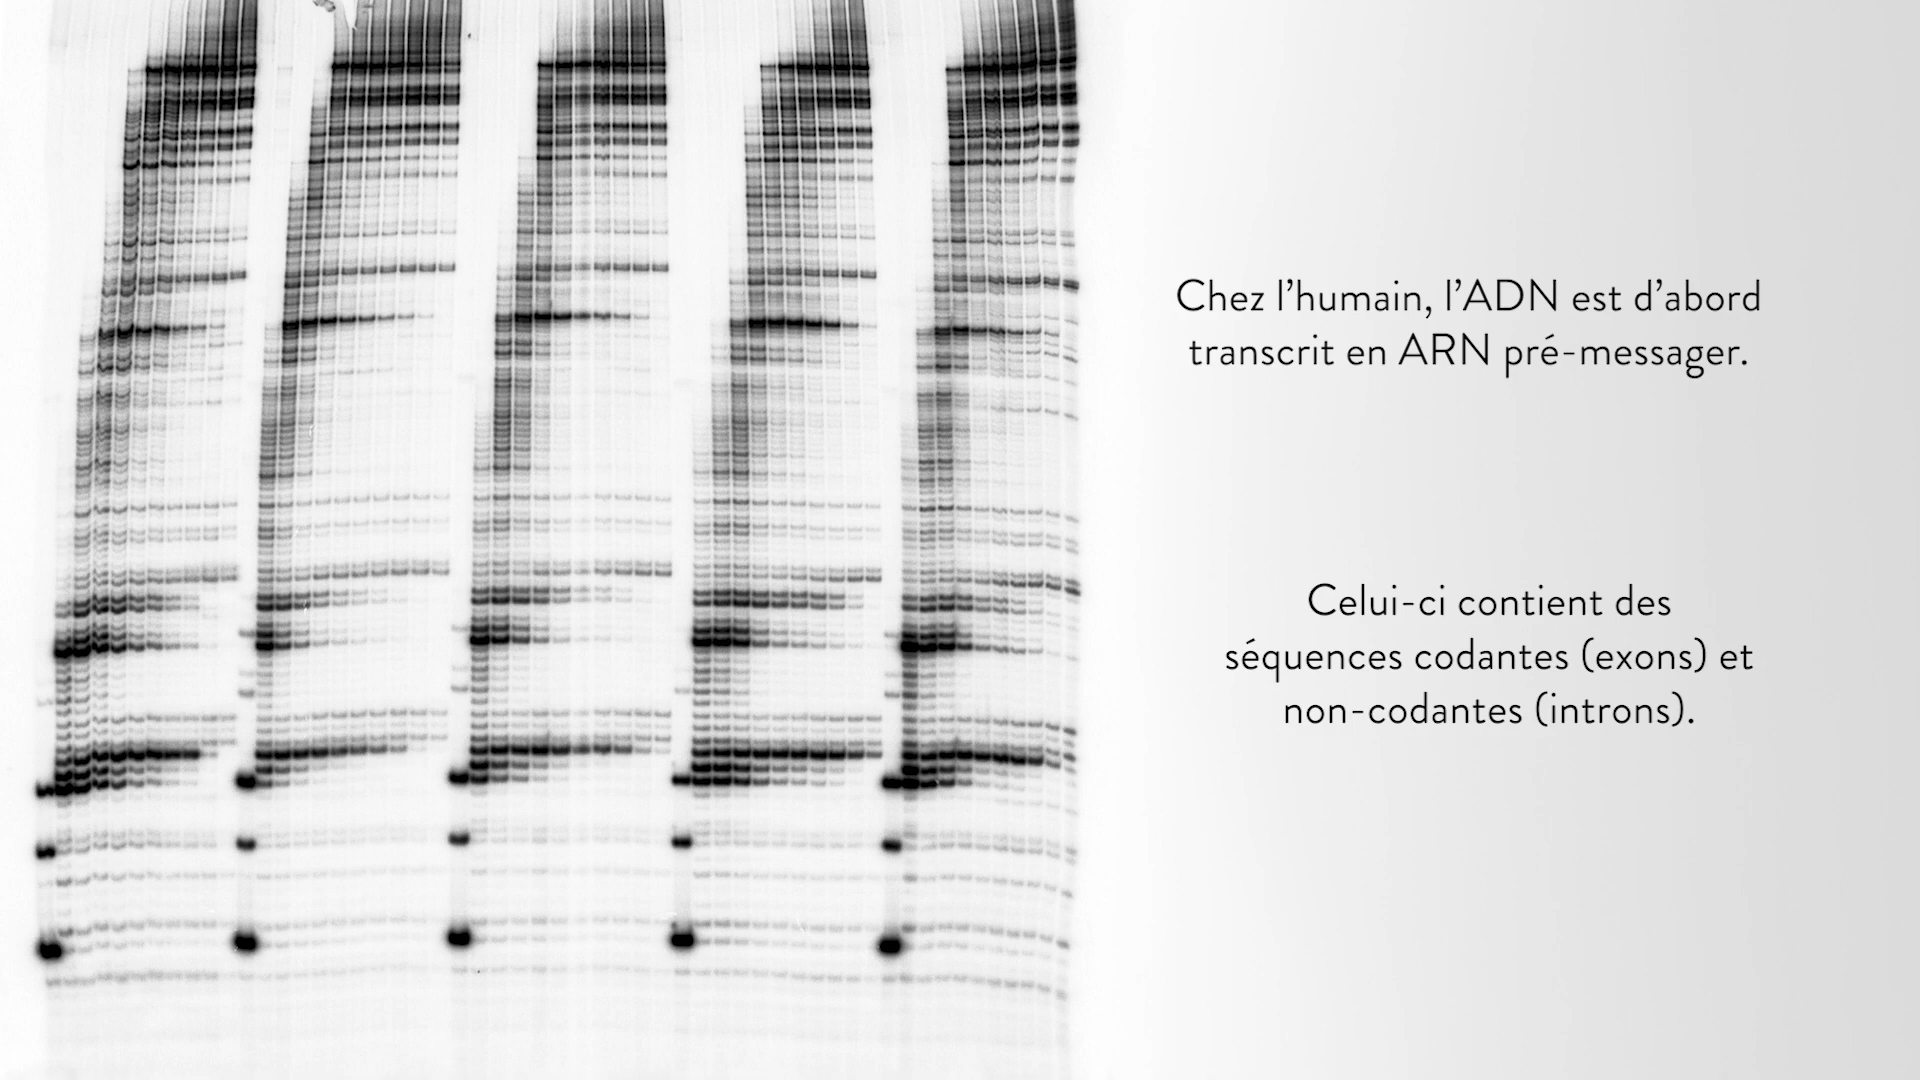 Chez l’humain, l’ADN est d’abord
transcrit en ARN pré-messager.
Celui-ci contient des
séquences codantes (exons) et
non-codantes (introns).